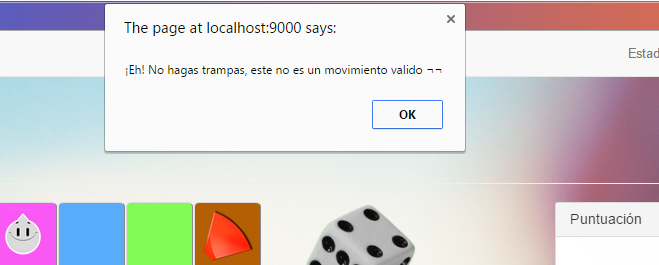 The page at localhost:9000 says:
¡Eh! No hagas trampas, este no es un movimiento valido ¬¬
OK
Estad
Puntuación